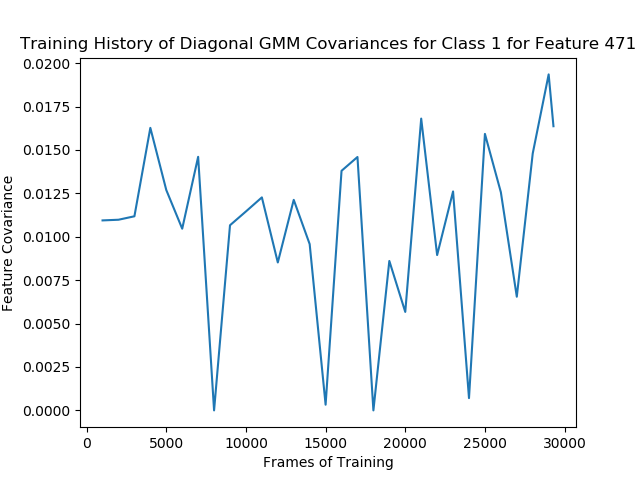 Training History of Diagonal GMM Covariances for Class 1 for Feature 471
0.0200
0.0175
0.0150
0.0125
0.0100
0.0075
0.0050
0.0025
0.0000
Feature Covariance
0 5000 10000 15000 20000 25000 30000
Frames of Training